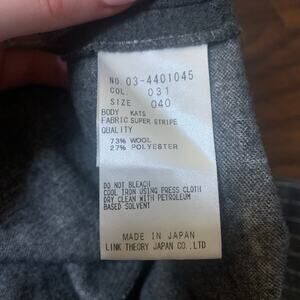 NO. 03-4401045
COL. 031
SIZE 040
BODY KATS
FABRIC SUPER STRIPE
QUALITY
73% WOOL
27% POLYESTER
DO NOT BLEACH
COOL IRON USING PRESS CLOTH
DRY CLEAN WITH PETROLEUM
BASED SOLVENT
MADE IN JAPAN
LINK THEORY JAPAN CO.,LTD